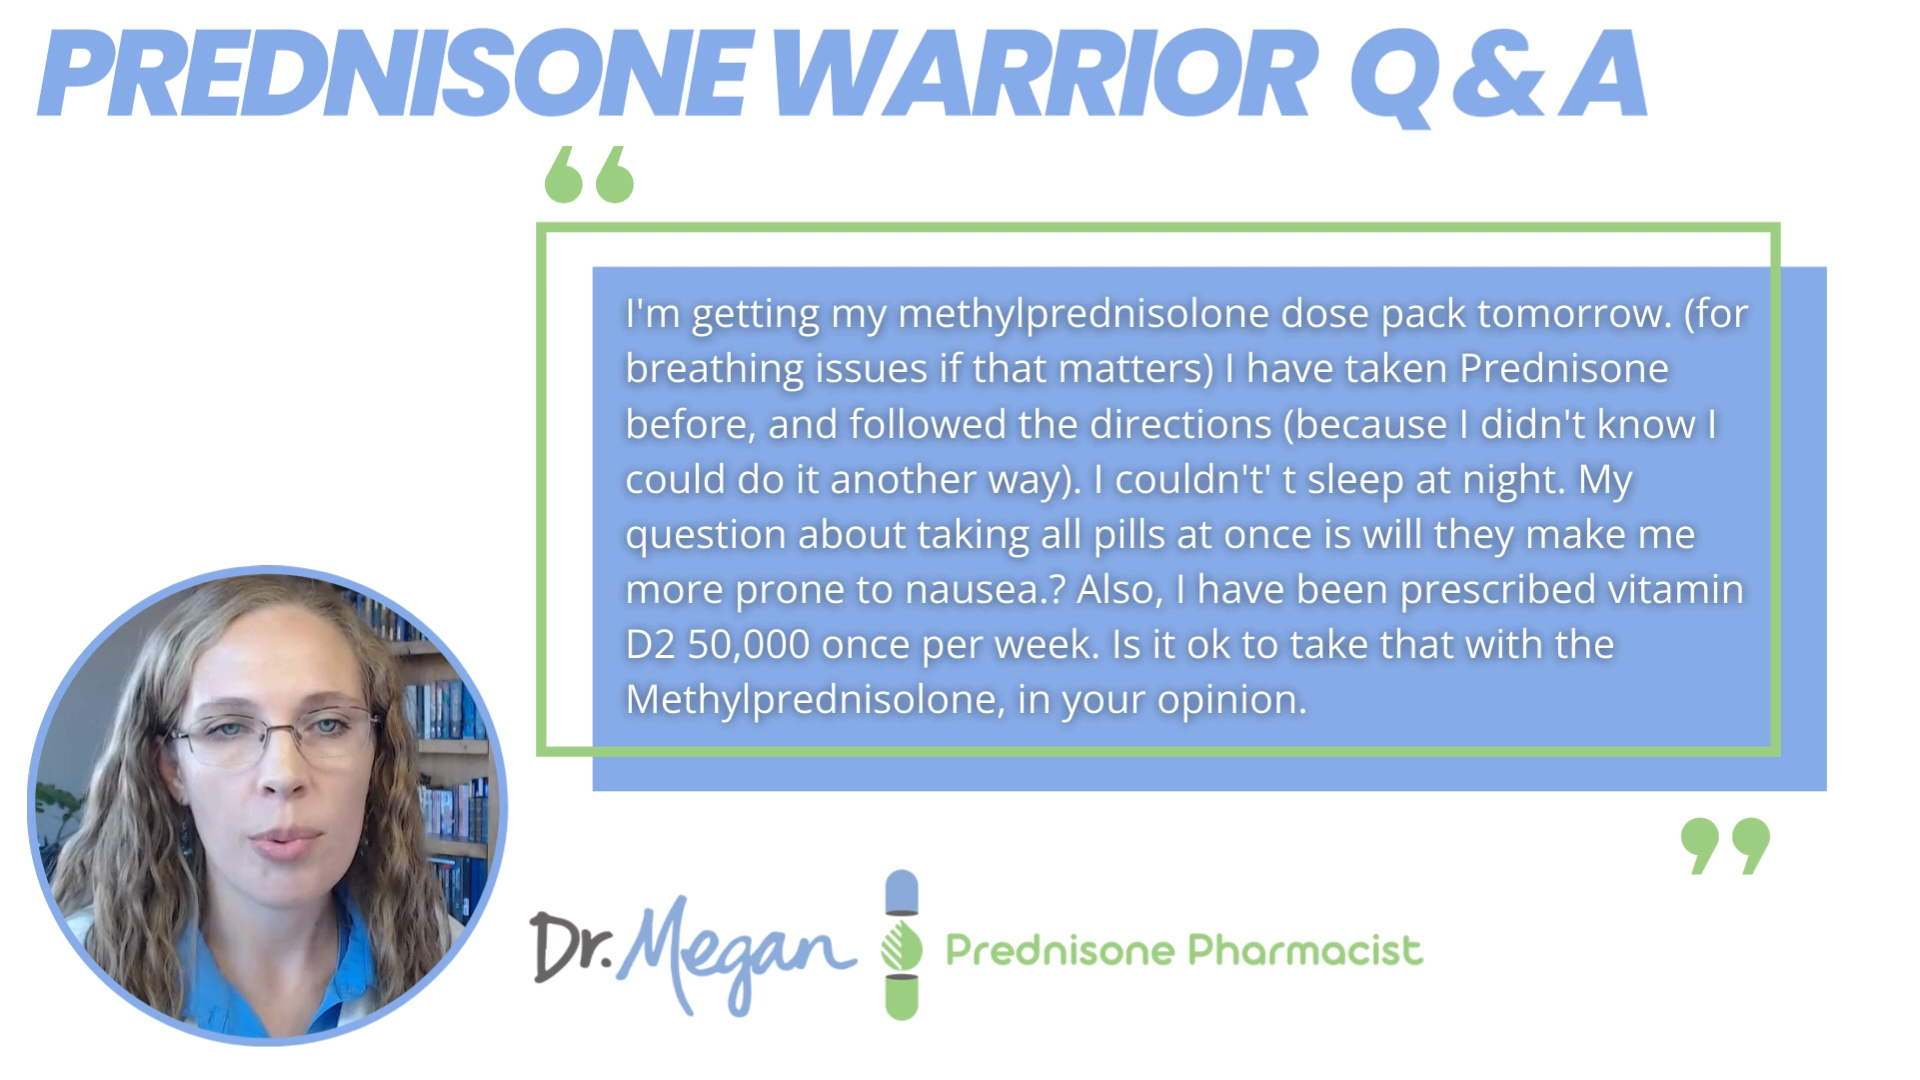 PREDNISONE WARRIOR Q & A
“
I'm getting my methylprednisolone dose pack tomorrow. (for
breathing issues if that matters) I have taken Prednisone
before, and followed the directions (because I didn't know I
could do it another way). I couldn't' t sleep at night. My
question about taking all pills at once is will they make me
more prone to nausea.? Also, I have been prescribed vitamin
D2 50,000 once per week. Is it ok to take that with the
Methylprednisolone, in your opinion.
”
Dr. Megan Prednisone Pharmacist